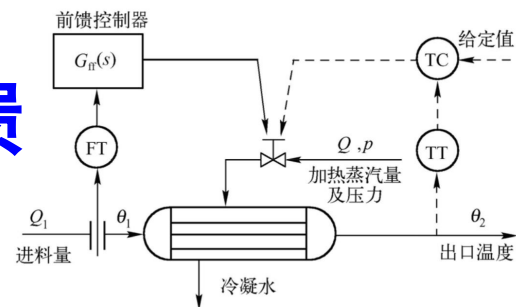 前馈控制器
G_ff(s)
给定值
TC
馈
FT
Q ,p
TT
加热蒸汽量
及压力
Q₁
θ₁
θ₂
进料量
出口温度
冷凝水